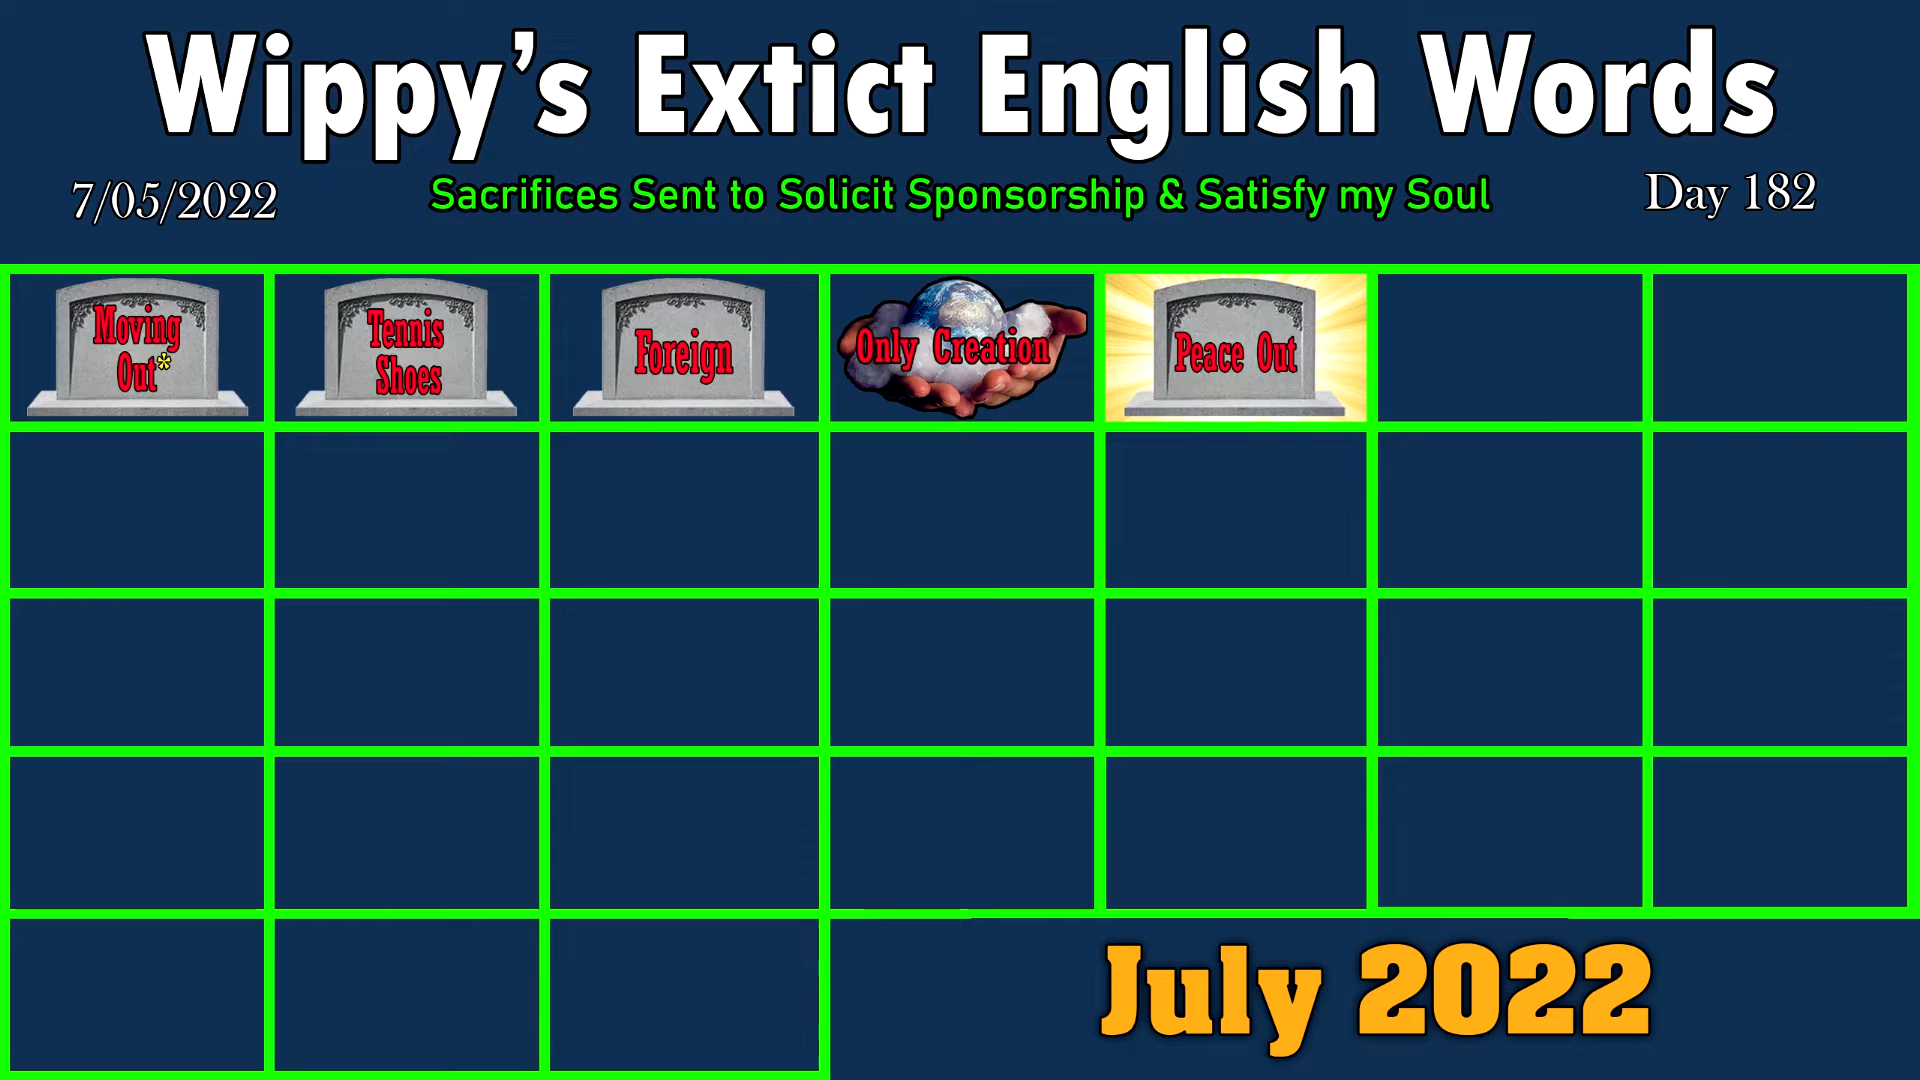 Wippy’s Extict English Words
7/05/2022
Sacrifices Sent to Solicit Sponsorship & Satisfy my Soul
Day 182
Moving
Out*
Tennis
Shoes
Foreign
Only Creation
Peace Out
July 2022